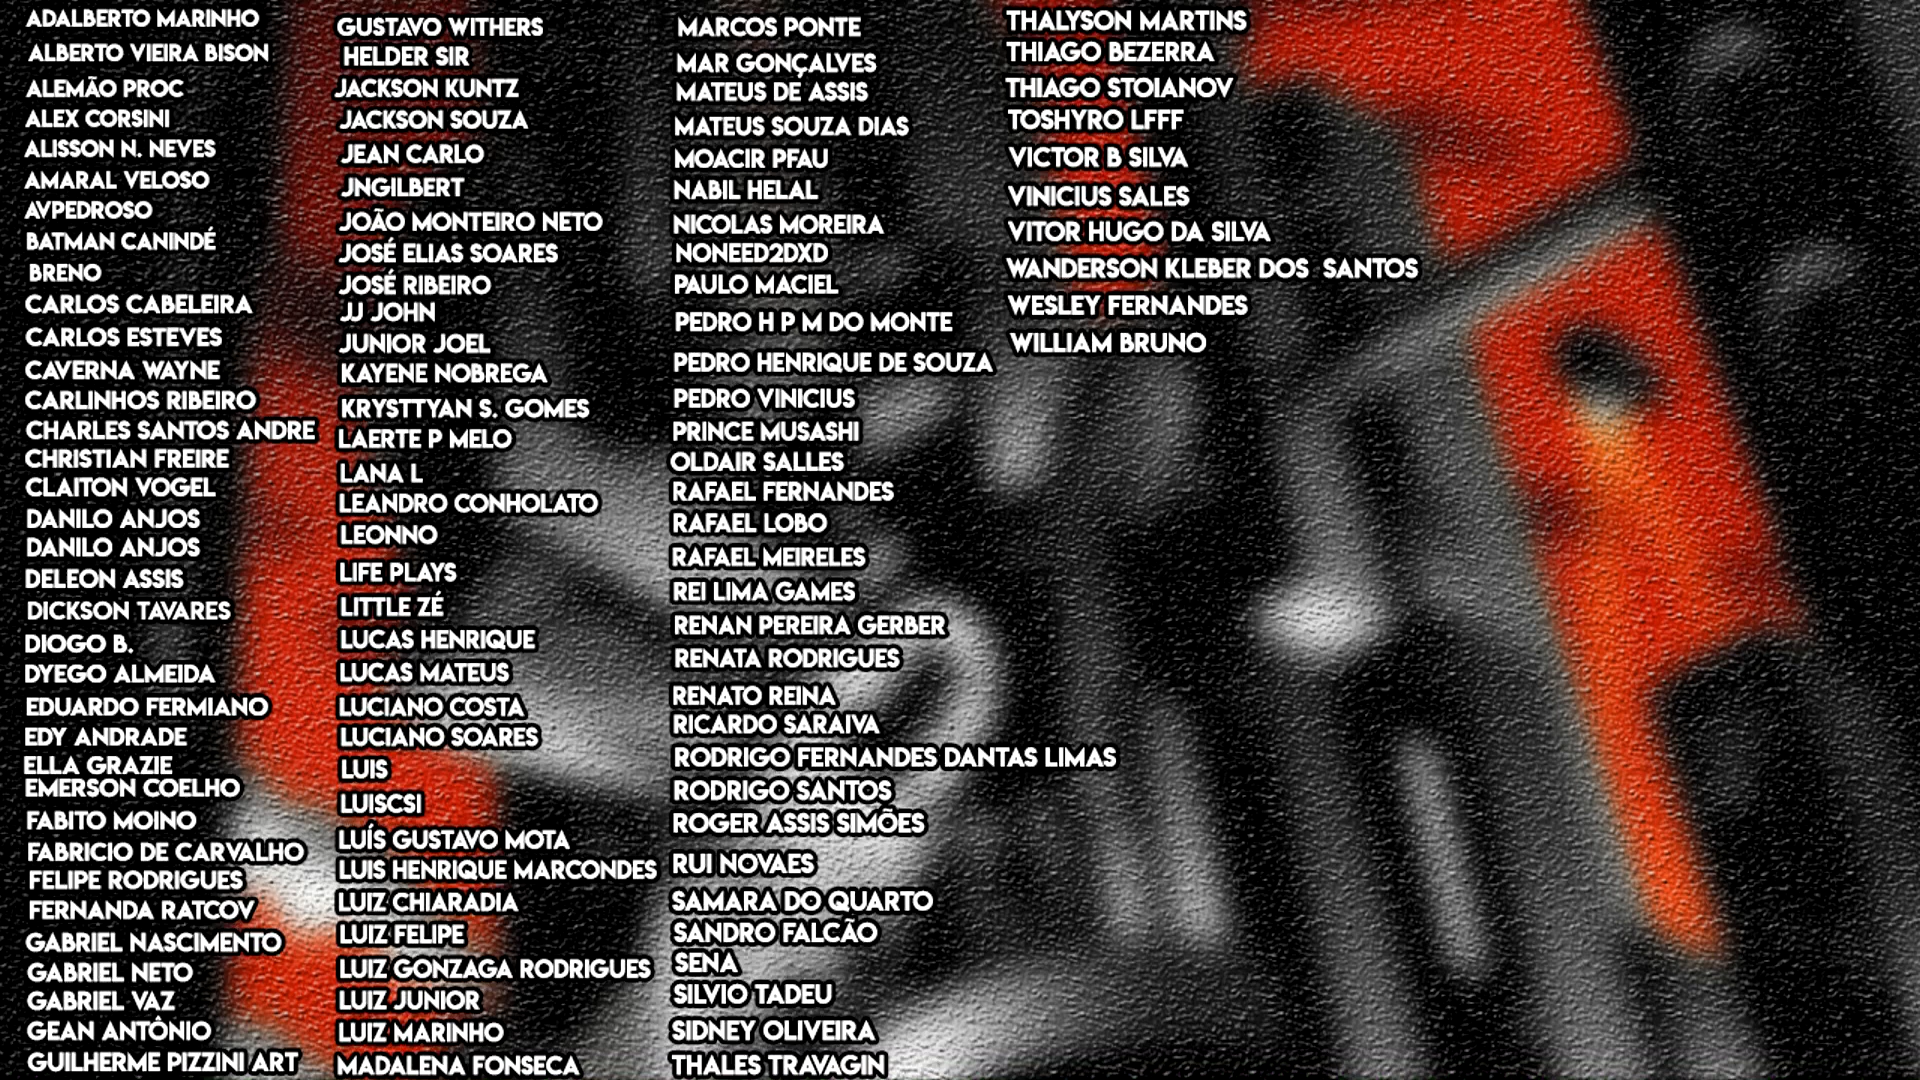 ADALBERTO MARINHO
ALBERTO VIEIRA BISON
ALEMÃO PROC
ALEX CORSINI
ALISSON N. NEVES
AMARAL VELOSO
AVPEDROSO
BATMAN CANINDÉ
BRENO
CARLOS CABELEIRA
CARLOS ESTEVES
CAVERNA WAYNE
CARLINHOS RIBEIRO
CHARLES SANTOS ANDRE
CHRISTIAN FREIRE
CLAITON VOGEL
DANILO ANJOS
DANILO ANJOS
DELEON ASSIS
DICKSON TAVARES
DIOGO B.
DYEGO ALMEIDA
EDUARDO FERMIANO
EDY ANDRADE
ELLA GRAZIE
EMERSON COELHO
FABITO MOINO
FABRICIO DE CARVALHO
FELIPE RODRIGUES
FERNANDA RATCOV
GABRIEL NASCIMENTO
GABRIEL NETO
GABRIEL VAZ
GEAN ANTÔNIO
GUILHERME PIZZINI ART
GUSTAVO WITHERS
HELDER SIR
JACKSON KUNTZ
JACKSON SOUZA
JEAN CARLO
JNGILBERT
JOÃO MONTEIRO NETO
JOSÉ ELIAS SOARES
JOSÉ RIBEIRO
JJ JOHN
JUNIOR JOEL
KAYENE NOBREGA
KRYSTTYAN S. GOMES
LAERTE P MELO
LANA L
LEANDRO CONHOLATO
LEONNO
LIFE PLAYS
LITTLE ZÉ
LUCAS HENRIQUE
LUCAS MATEUS
LUCIANO COSTA
LUCIANO SOARES
LUIS
LUISCSI
LUÍS GUSTAVO MOTA
LUIS HENRIQUE MARCONDES
LUIZ CHIARADIA
LUIZ FELIPE
LUIZ GONZAGA RODRIGUES
LUIZ JUNIOR
LUIZ MARINHO
MADALENA FONSECA
MARCOS PONTE
MAR GONÇALVES
MATEUS DE ASSIS
MATEUS SOUZA DIAS
MOACIR PFAU
NABIL HELAL
NICOLAS MOREIRA
NONEED2DXD
PAULO MACIEL
PEDRO H P M DO MONTE
PEDRO HENRIQUE DE SOUZA
PEDRO VINICIUS
PRINCE MUSASHI
OLDAIR SALLES
RAFAEL FERNANDES
RAFAEL LOBO
RAFAEL MEIRELES
REI LIMA GAMES
RENAN PEREIRA GERBER
RENATA RODRIGUES
RENATO REINA
RICARDO SARAIVA
RODRIGO FERNANDES DANTAS LIMAS
RODRIGO SANTOS
ROGER ASSIS SIMÕES
RUI NOVAES
SAMARA DO QUARTO
SANDRO FALCÃO
SENA
SILVIO TADEU
SIDNEY OLIVEIRA
THALES TRAVAGIN
THALYSON MARTINS
THIAGO BEZERRA
THIAGO STOIANOV
TOSHYRO LFFF
VICTOR B SILVA
VINICIUS SALES
VITOR HUGO DA SILVA
WANDERSON KLEBER DOS  SANTOS
WESLEY FERNANDES
WILLIAM BRUNO